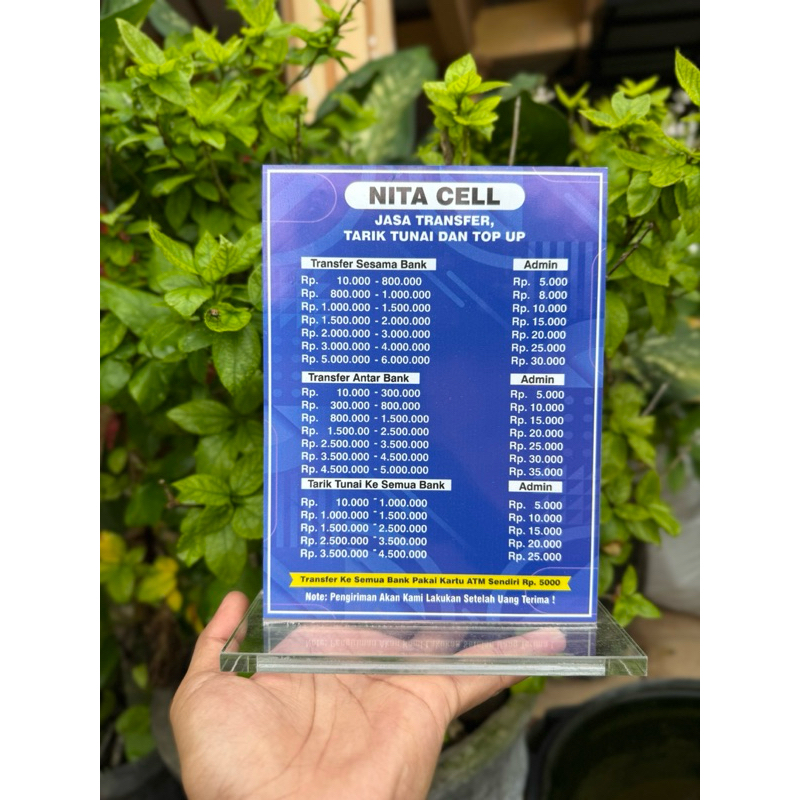 NITA CELL
JASA TRANSFER,
TARIK TUNAI DAN TOP UP
Transfer Sesama Bank Admin
Rp. 10.000 - 800.000 Rp. 5.000
Rp. 800.000 - 1.000.000 Rp. 8.000
Rp. 1.000.000 - 1.500.000 Rp. 10.000
Rp. 1.500.000 - 2.000.000 Rp. 15.000
Rp. 2.000.000 - 3.000.000 Rp. 20.000
Rp. 3.000.000 - 4.000.000 Rp. 25.000
Rp. 5.000.000 - 6.000.000 Rp. 30.000
Transfer Antar Bank Admin
Rp. 10.000 - 300.000 Rp. 5.000
Rp. 300.000 - 800.000 Rp. 10.000
Rp. 800.000 - 1.500.000 Rp. 15.000
Rp. 1.500.00 - 2.500.000 Rp. 20.000
Rp. 2.500.000 - 3.500.000 Rp. 25.000
Rp. 3.500.000 - 4.500.000 Rp. 30.000
Rp. 4.500.000 - 5.000.000 Rp. 35.000
Tarik Tunai Ke Semua Bank Admin
Rp. 10.000 - 1.000.000 Rp. 5.000
Rp. 1.000.000 - 1.500.000 Rp. 10.000
Rp. 1.500.000 - 2.500.000 Rp. 15.000
Rp. 2.500.000 - 3.500.000 Rp. 20.000
Rp. 3.500.000 - 4.500.000 Rp. 25.000
Transfer Ke Semua Bank Pakai Kartu ATM Sendiri Rp. 5000
Note: Pengiriman Akan Kami Lakukan Setelah Uang Terima !